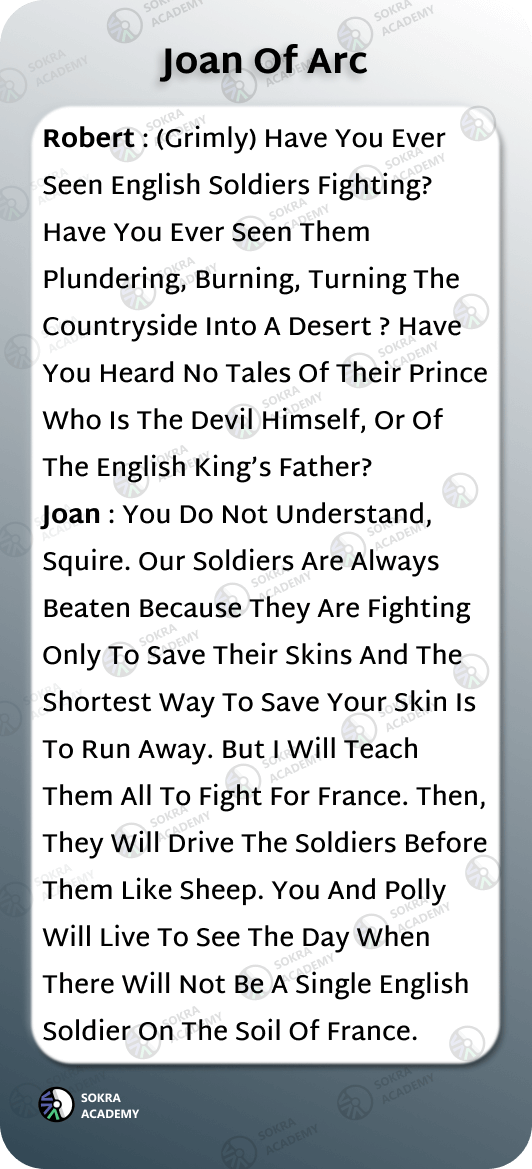 Joan Of Arc
Robert : (Grimly) Have You Ever
Seen English Soldiers Fighting?
Have You Ever Seen Them
Plundering, Burning, Turning The
Countryside Into A Desert ? Have
You Heard No Tales Of Their Prince
Who Is The Devil Himself, Or Of
The English King’s Father?
Joan : You Do Not Understand,
Squire. Our Soldiers Are Always
Beaten Because They Are Fighting
Only To Save Their Skins And The
Shortest Way To Save Your Skin Is
To Run Away. But I Will Teach
Them All To Fight For France. Then,
They Will Drive The Soldiers Before
Them Like Sheep. You And Polly
Will Live To See The Day When
There Will Not Be A Single English
Soldier On The Soil Of France.
SOKRA
ACADEMY